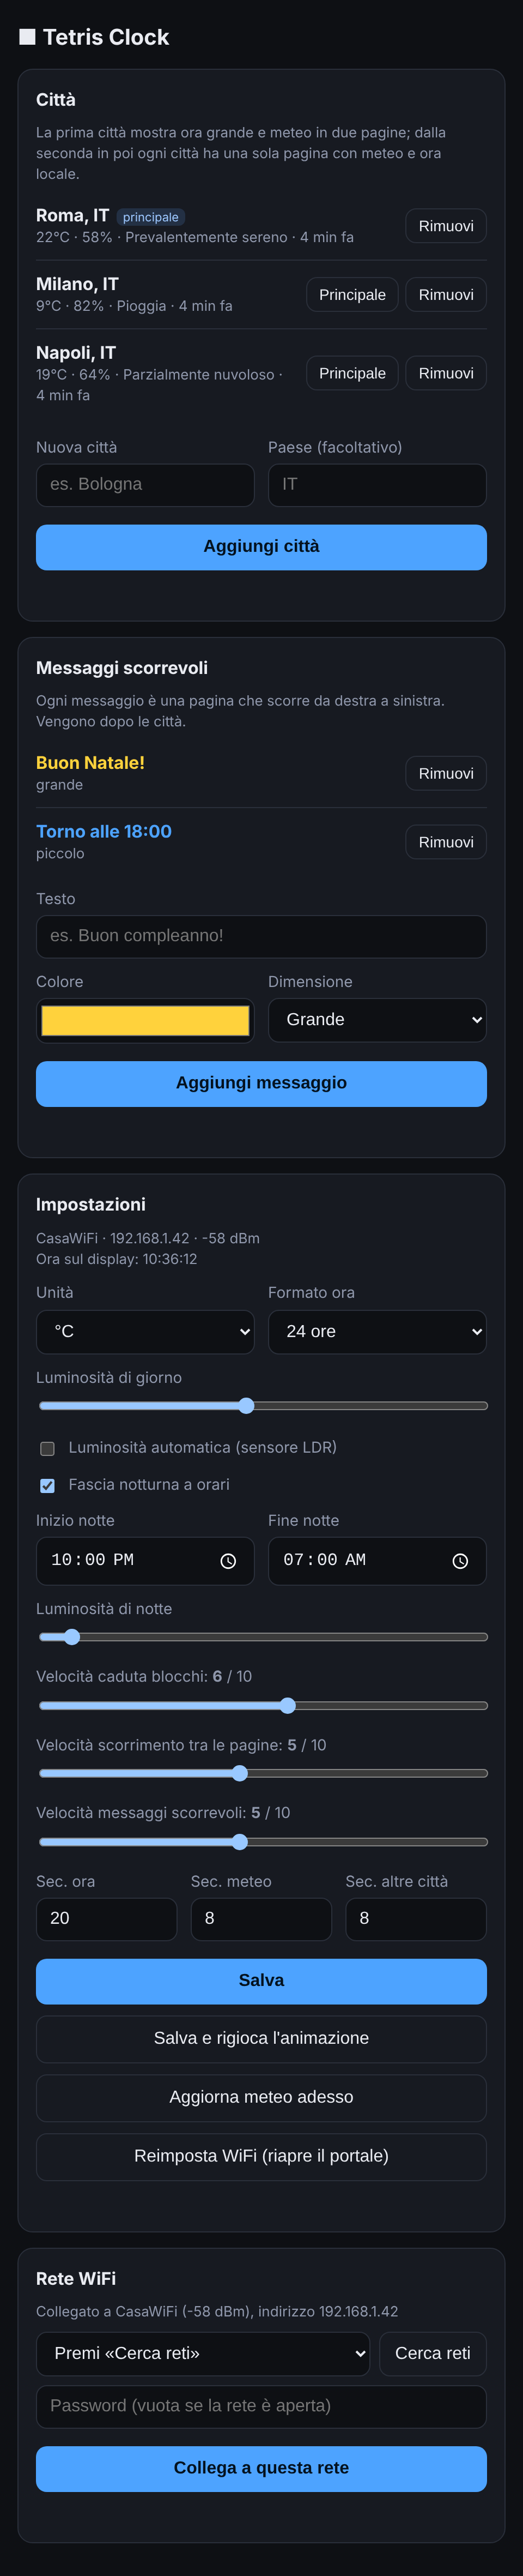 Tetris Clock
Città
La prima città mostra ora grande e meteo in due pagine; dalla
seconda in poi ogni città ha una sola pagina con meteo e ora
locale.
Roma, IT principale
22°C · 58% · Prevalentemente sereno · 4 min fa
Rimuovi
Milano, IT
9°C · 82% · Pioggia · 4 min fa
Principale Rimuovi
Napoli, IT
19°C · 64% · Parzialmente nuvoloso ·
4 min fa
Principale Rimuovi
Nuova città Paese (facoltativo)
es. Bologna IT
Aggiungi città
Messaggi scorrevoli
Ogni messaggio è una pagina che scorre da destra a sinistra.
Vengono dopo le città.
Buon Natale!
grande
Rimuovi
Torno alle 18:00
piccolo
Rimuovi
Testo
es. Buon compleanno!
Colore Dimensione
Grande
Aggiungi messaggio
Impostazioni
CasaWiFi · 192.168.1.42 · -58 dBm
Ora sul display: 10:36:12
Unità Formato ora
°C 24 ore
Luminosità di giorno
Luminosità automatica (sensore LDR)
Fascia notturna a orari
Inizio notte Fine notte
10:00 PM 07:00 AM
Luminosità di notte
Velocità caduta blocchi: 6 / 10
Velocità scorrimento tra le pagine: 5 / 10
Velocità messaggi scorrevoli: 5 / 10
Sec. ora Sec. meteo Sec. altre città
20 8 8
Salva
Salva e rigioca l'animazione
Aggiorna meteo adesso
Reimposta WiFi (riapre il portale)
Rete WiFi
Collegato a CasaWiFi (-58 dBm), indirizzo 192.168.1.42
Premi «Cerca reti» Cerca reti
Password (vuota se la rete è aperta)
Collega a questa rete